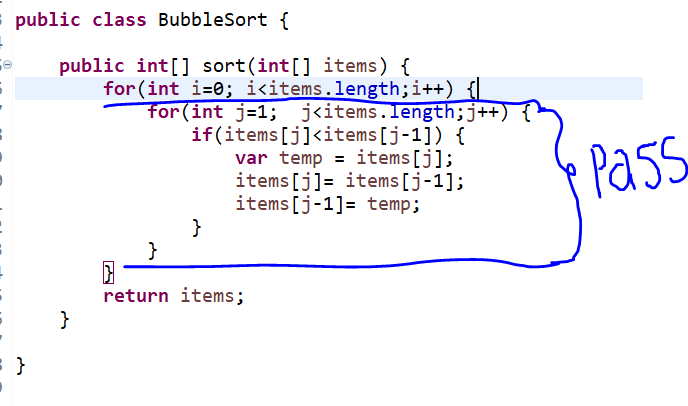 public class BubbleSort {
public int[] sort(int[] items) {
for(int i=0; i<items.length;i++) {
for(int j=1;  j<items.length;j++) {
if(items[j]<items[j-1]) {
var temp = items[j];
items[j]= items[j-1];
items[j-1]= temp;
}
}
}
return items;
}
}
Pass